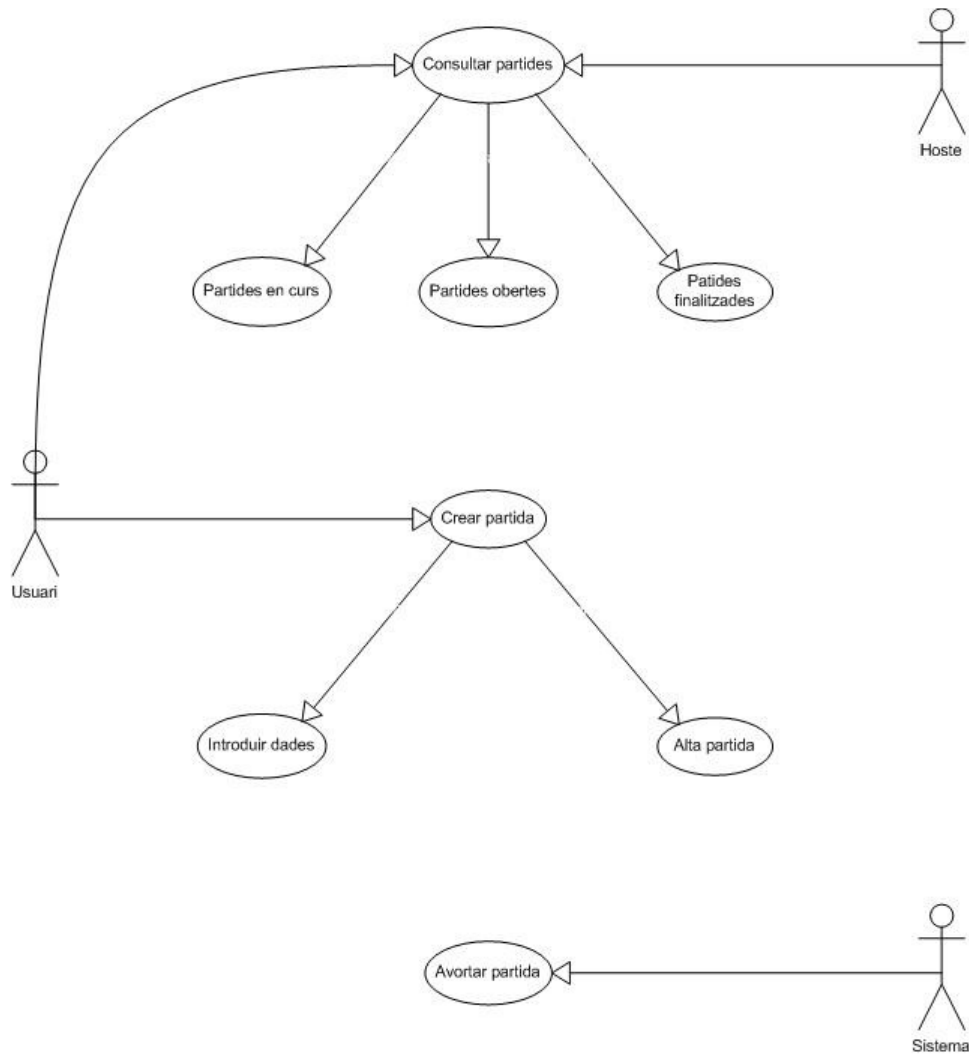 Consultar partides
Hoste
Partides en curs
Partides obertes
Patides
finalitzades
Crear partida
Usuari
Introduir dades
Alta partida
Avortar partida
Sistema